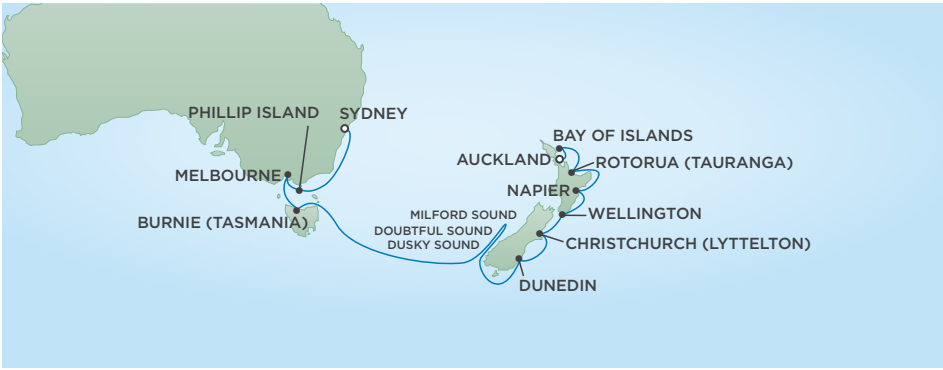 PHILLIP ISLAND
SYDNEY
BAY OF ISLANDS
AUCKLAND
ROTORUA (TAURANGA)
MELBOURNE
NAPIER
BURNIE (TASMANIA)
MILFORD SOUND
DOUBTFUL SOUND
DUSKY SOUND
WELLINGTON
CHRISTCHURCH (LYTTELTON)
DUNEDIN